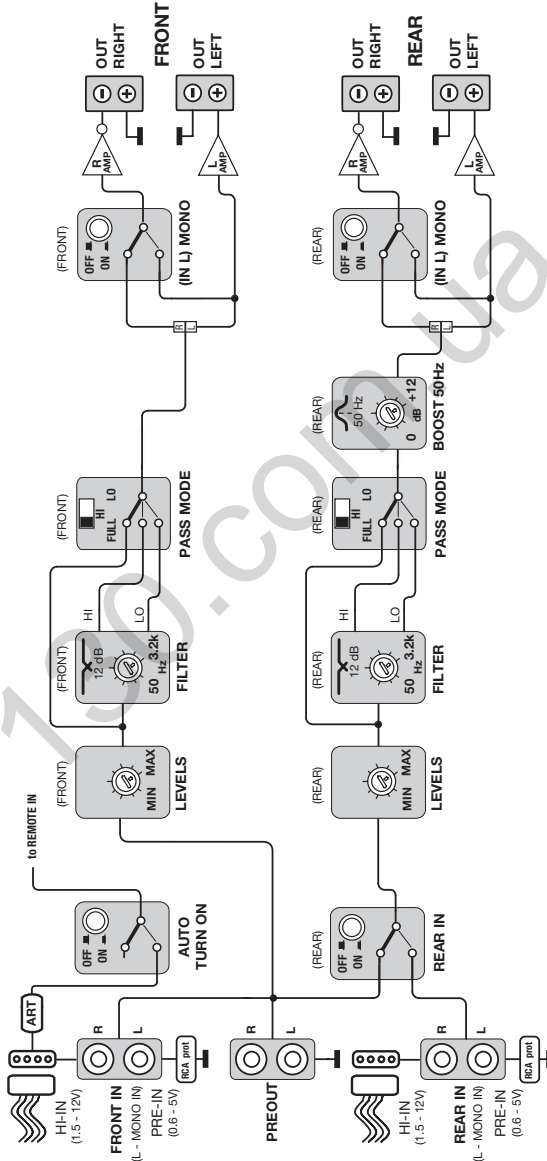 HI-IN
(1.5 - 12V)
ART
FRONT IN
(L - MONO IN)
PRE-IN
(0.6 - 5V)
R
L
RCA prot
OFF
ON
AUTO
TURN ON
to REMOTE IN
(FRONT)
MIN MAX
LEVELS
(FRONT)
12 dB
50 Hz 3.2k
FILTER
HI
LO
(FRONT)
FULL HI LO
PASS MODE
R
L
(FRONT)
OFF
ON
(IN L) MONO
R
AMP
L
AMP
OUT
RIGHT
FRONT
OUT
LEFT
PREOUT
R
L
HI-IN
(1.5 - 12V)
REAR IN
(L - MONO IN)
PRE-IN
(0.6 - 5V)
R
L
RCA prot
(REAR)
OFF
ON
REAR IN
(REAR)
MIN MAX
LEVELS
(REAR)
12 dB
50 Hz 3.2k
FILTER
HI
LO
(REAR)
FULL HI LO
PASS MODE
(REAR)
50 Hz
0 dB +12
BOOST 50Hz
R
L
(REAR)
OFF
ON
(IN L) MONO
R
AMP
L
AMP
OUT
RIGHT
REAR
OUT
LEFT
130.com.ua